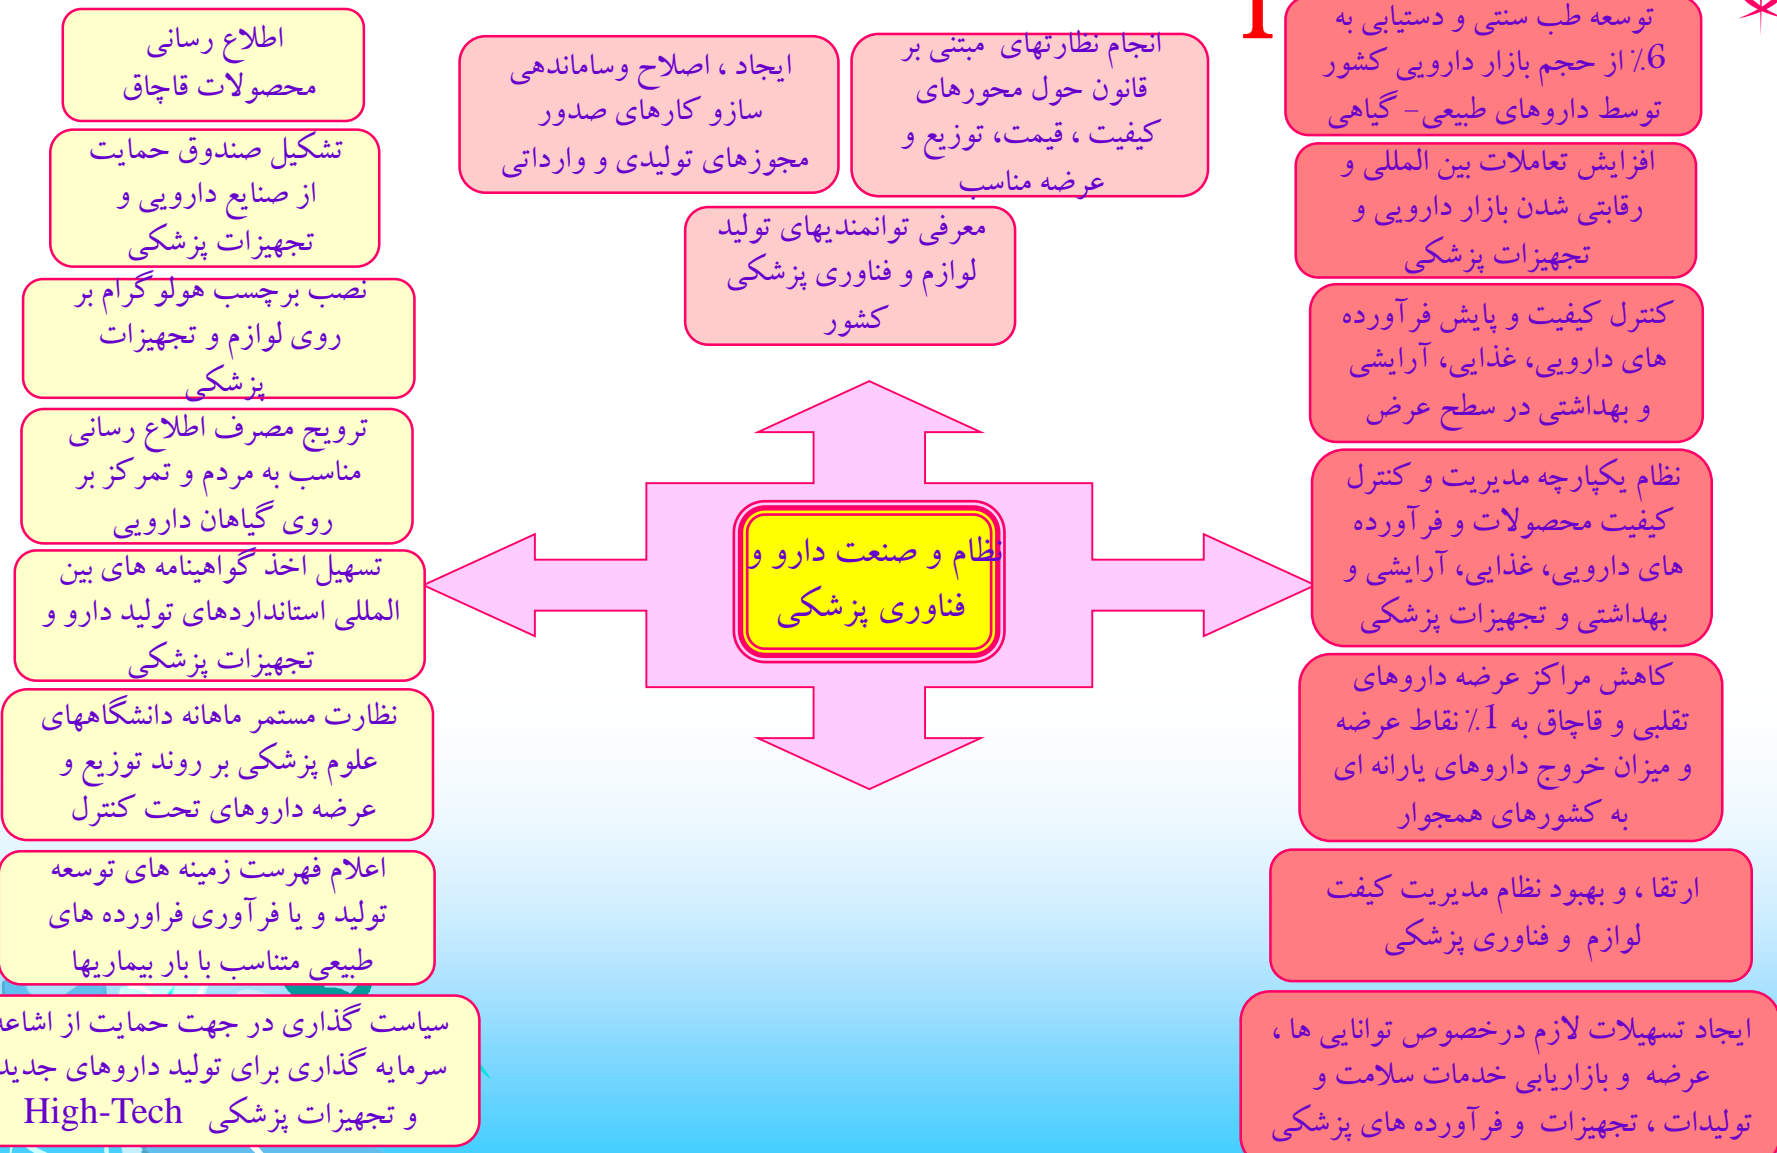 1
*
توسعه طب سنتی و دستیابی به
6٪ از حجم بازار دارویی کشور
توسط داروهای طبیعی- گیاهی
افزایش تعاملات بین المللی و
رقابتی شدن بازار دارویی و
تجهیزات پزشکی
کنترل کیفیت و پایش فرآورده
های دارویی، غذایی، آرایشی
و بهداشتی در سطح عرض
نظام یکپارچه مدیریت و کنترل
کیفیت محصولات و فرآورده
های دارویی، غذایی، آرایشی و
بهداشتی و تجهیزات پزشکی
کاهش مراکز عرضه داروهای
تقلبی و قاچاق به 1٪ نقاط عرضه
و میزان خروج داروهای یارانه ای
به کشورهای همجوار
ارتقا ، و بهبود نظام مدیریت کیفت
لوازم و فناوری پزشکی
ایجاد تسهیلات لازم درخصوص توانایی ها ،
عرضه و بازاریابی خدمات سلامت و
تولیدات ، تجهیزات و فرآورده های پزشکی
انجام نظارتهای مبتنی بر
قانون حول محورهای
کیفیت ، قیمت، توزیع و
عرضه مناسب
ایجاد ، اصلاح وساماندهی
سازو کارهای صدور
مجوزهای تولیدی و وارداتی
معرفی توانمندیهای تولید
لوازم و فناوری پزشکی
کشور
نظام و صنعت دارو و
فناوری پزشکی
اطلاع رسانی
محصولات قاچاق
تشکیل صندوق حمایت
از صنایع دارویی و
تجهیزات پزشکی
نصب برچسب هولوگرام بر
روی لوازم و تجهیزات
پزشکی
ترویج مصرف اطلاع رسانی
مناسب به مردم و تمرکز بر
روی گیاهان دارویی
تسهیل اخذ گواهینامه های بین
المللی استانداردهای تولید دارو و
تجهیزات پزشکی
نظارت مستمر ماهانه دانشگاههای
علوم پزشکی بر روند توزیع و
عرضه داروهای تحت کنترل
اعلام فهرست زمینه های توسعه
تولید و یا فرآوری فراورده های
طبیعی متناسب با بار بیماریها
سیاست گذاری در جهت حمایت از اشاعه
سرمایه گذاری برای تولید داروهای جدید
و تجهیزات پزشکی High-Tech